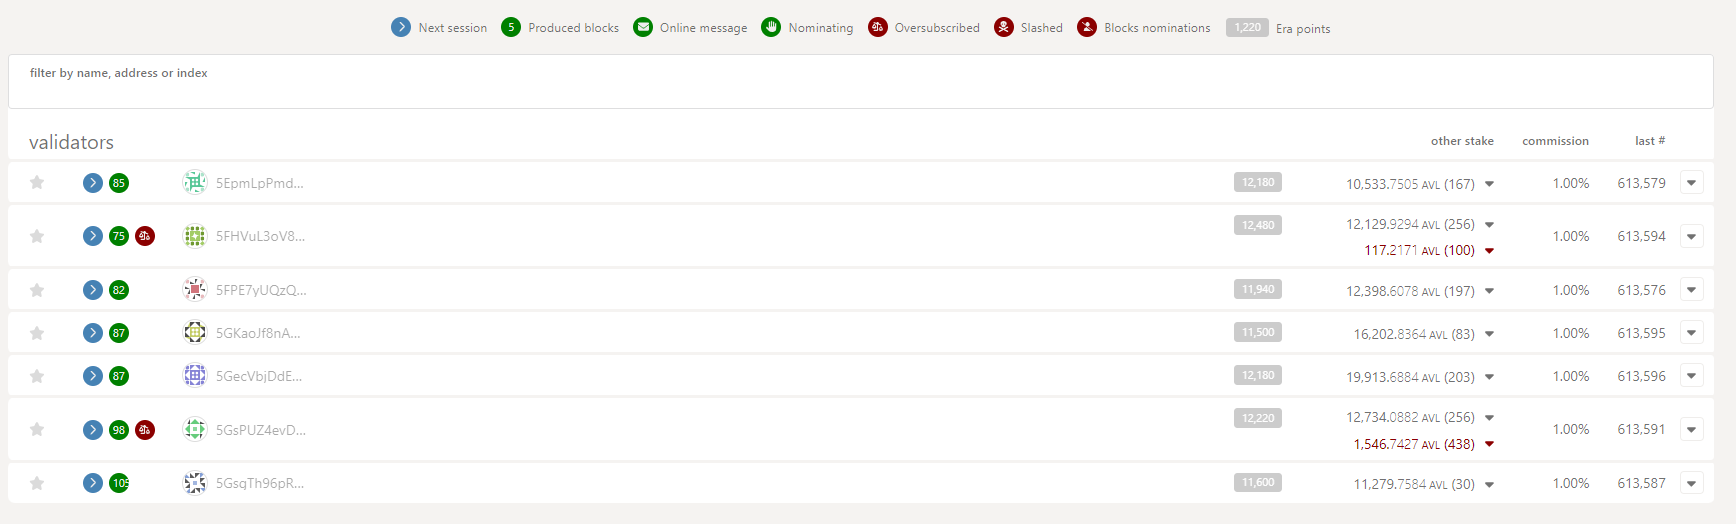 Next session 5 Produced blocks Online message Nominating Oversubscribed Slashed Blocks nominations 1,220 Era points
filter by name, address or index
validators other stake commission last #
85 5EpmLpPmd... 12,180 10,533.7505 AVL (167) 1.00% 613,579
75 5FHVuL3oV8... 12,480 12,129.9294 AVL (256) 1.00% 613,594
117.2171 AVL (100)
82 5FPE7yUQzQ... 11,940 12,398.6078 AVL (197) 1.00% 613,576
87 5GKaoJf8nA... 11,500 16,202.8364 AVL (83) 1.00% 613,595
87 5GecVbjDdE... 12,180 19,913.6884 AVL (203) 1.00% 613,596
98 5GsPUZ4evD... 12,220 12,734.0882 AVL (256) 1.00% 613,591
1,546.7427 AVL (438)
105 5GsqTh96pR... 11,600 11,279.7584 AVL (30) 1.00% 613,587